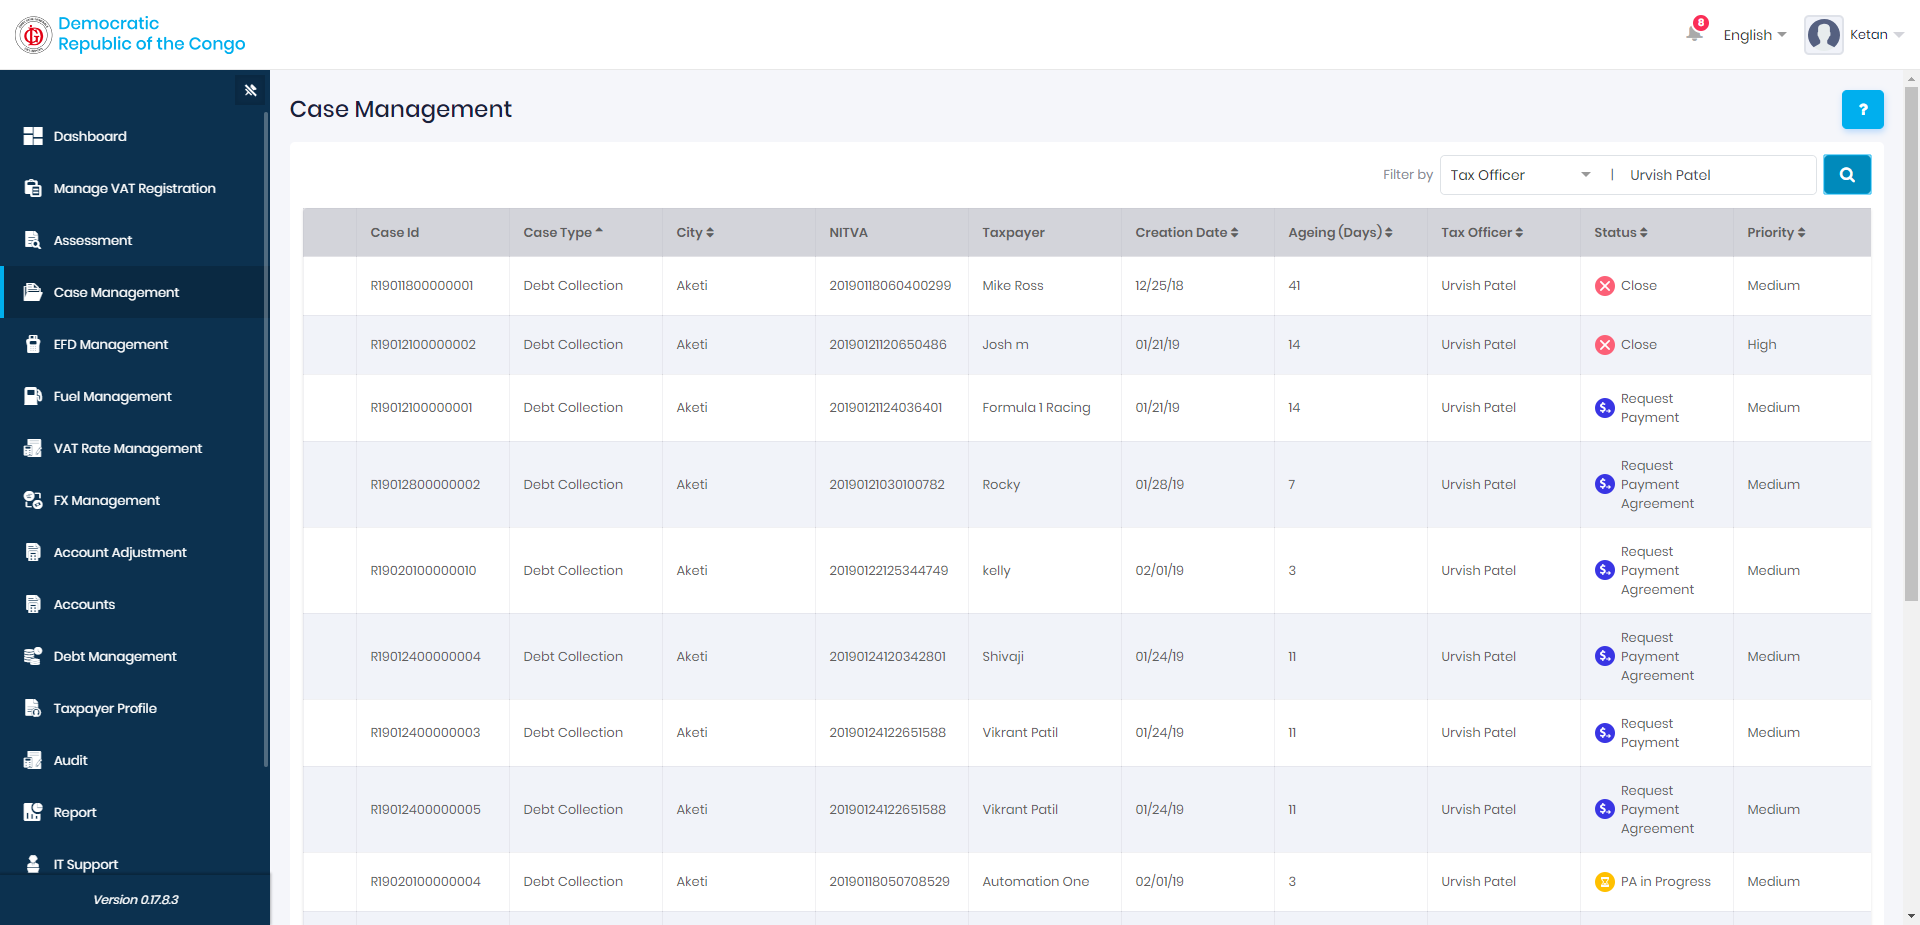 Democratic
Republic of the Congo
8
English
Ketan
Dashboard
Manage VAT Registration
Assessment
Case Management
EFD Management
Fuel Management
VAT Rate Management
FX Management
Account Adjustment
Accounts
Debt Management
Taxpayer Profile
Audit
Report
IT Support
Version 0.17.8.3
Case Management
?
Filter by Tax Officer | Urvish Patel
Case Id Case Type City NITVA Taxpayer Creation Date Ageing (Days) Tax Officer Status Priority
R19011800000001 Debt Collection Aketi 20190118060400299 Mike Ross 12/25/18 41 Urvish Patel Close Medium
R19012100000002 Debt Collection Aketi 20190121120650486 Josh m 01/21/19 14 Urvish Patel Close High
R19012100000001 Debt Collection Aketi 20190121124036401 Formula 1 Racing 01/21/19 14 Urvish Patel Request
Payment Medium
R19012800000002 Debt Collection Aketi 20190121030100782 Rocky 01/28/19 7 Urvish Patel Request
Payment
Agreement Medium
R19020100000010 Debt Collection Aketi 20190122125344749 kelly 02/01/19 3 Urvish Patel Request
Payment
Agreement Medium
R19012400000004 Debt Collection Aketi 20190124120342801 Shivaji 01/24/19 11 Urvish Patel Request
Payment
Agreement Medium
R19012400000003 Debt Collection Aketi 20190124122651588 Vikrant Patil 01/24/19 11 Urvish Patel Request
Payment Medium
R19012400000005 Debt Collection Aketi 20190124122651588 Vikrant Patil 01/24/19 11 Urvish Patel Request
Payment
Agreement Medium
R19020100000004 Debt Collection Aketi 20190118050708529 Automation One 02/01/19 3 Urvish Patel PA in Progress Medium